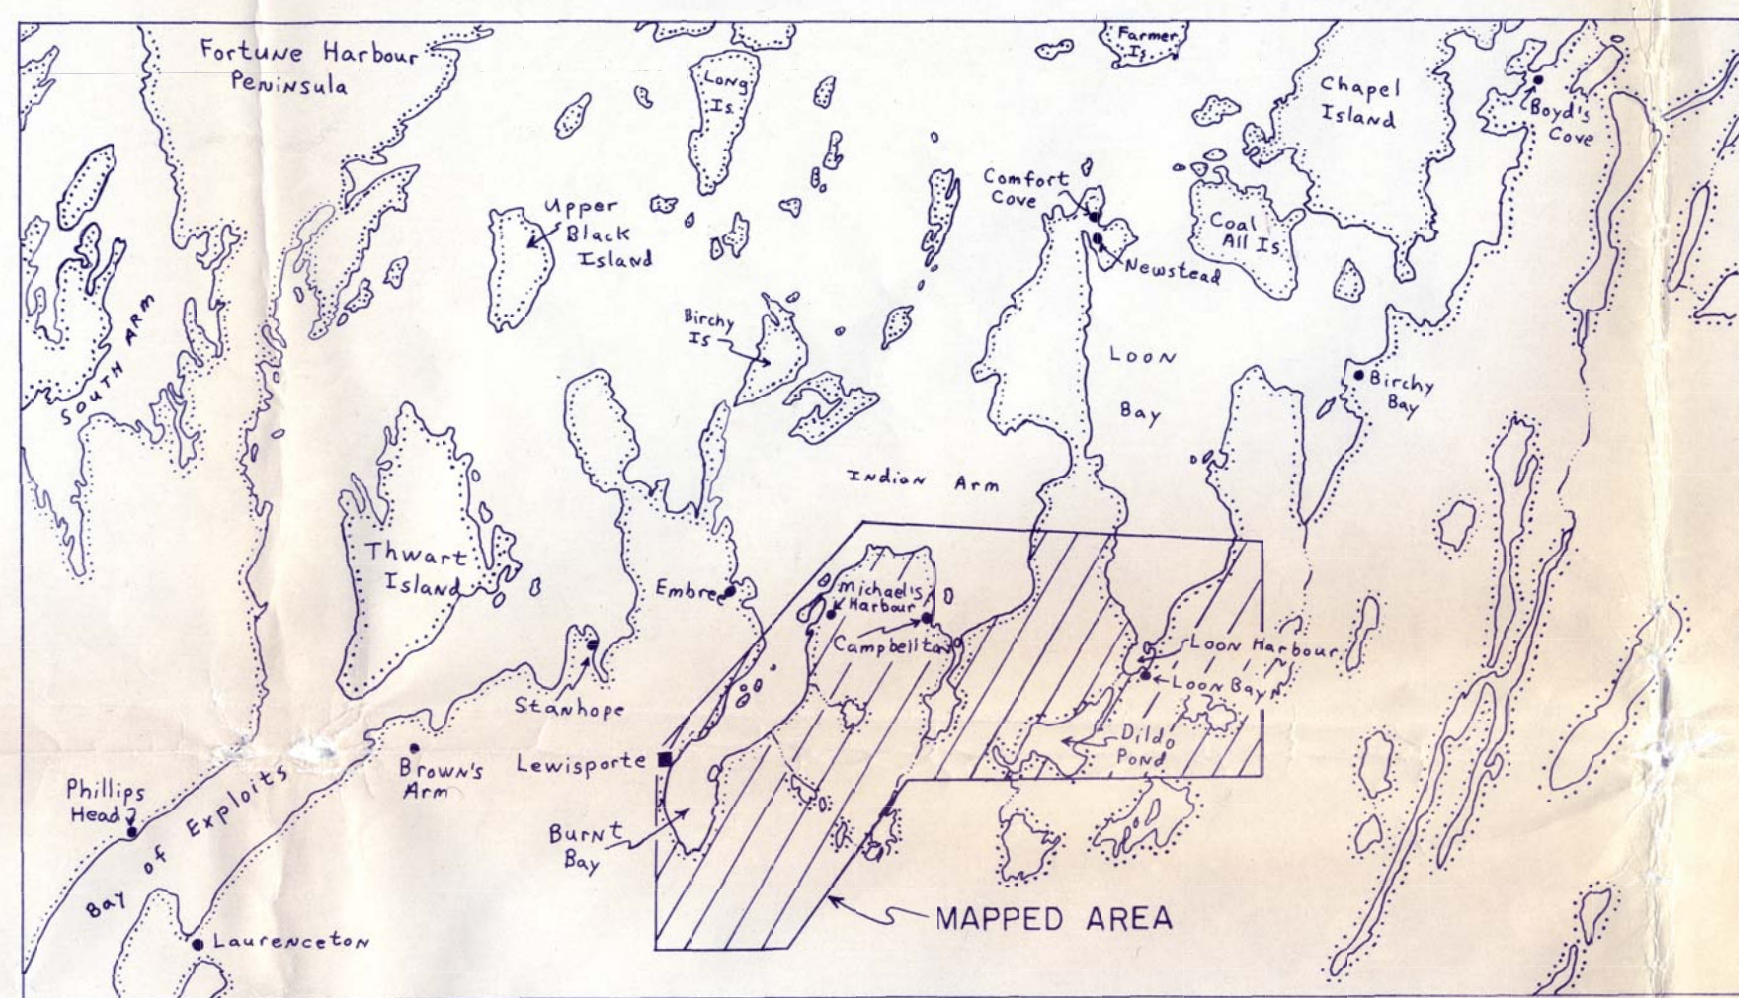 Fortune Harbour
Peninsula
Long
Is.
Farmer
Is.
Chapel
Island
Boyd's
Cove
Comfort
Cove
Newstead
Coal
All Is.
Upper
Black
Island
Birchy
Is
SOUTH ARM
Loon
Bay
Birchy
Bay
Indian Arm
Thwart
Island
Embree
Michael's
Harbour
Campbellton
Loon Harbour
Loon Bay
Dildo
Pond
Stanhope
Lewisporte
Brown's
Arm
Phillips
Head
Bay of Exploits
Burnt
Bay
Laurenceton
MAPPED AREA